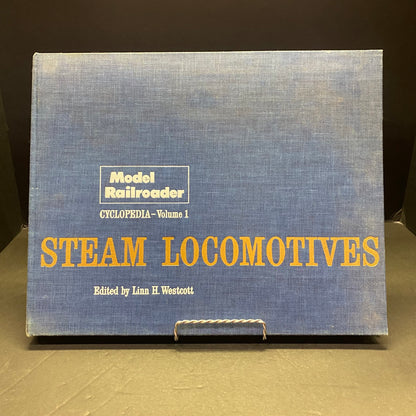 Model
Railroader
CYCLOPEDIA–Volume 1
STEAM LOCOMOTIVES
Edited by Linn H. Westcott